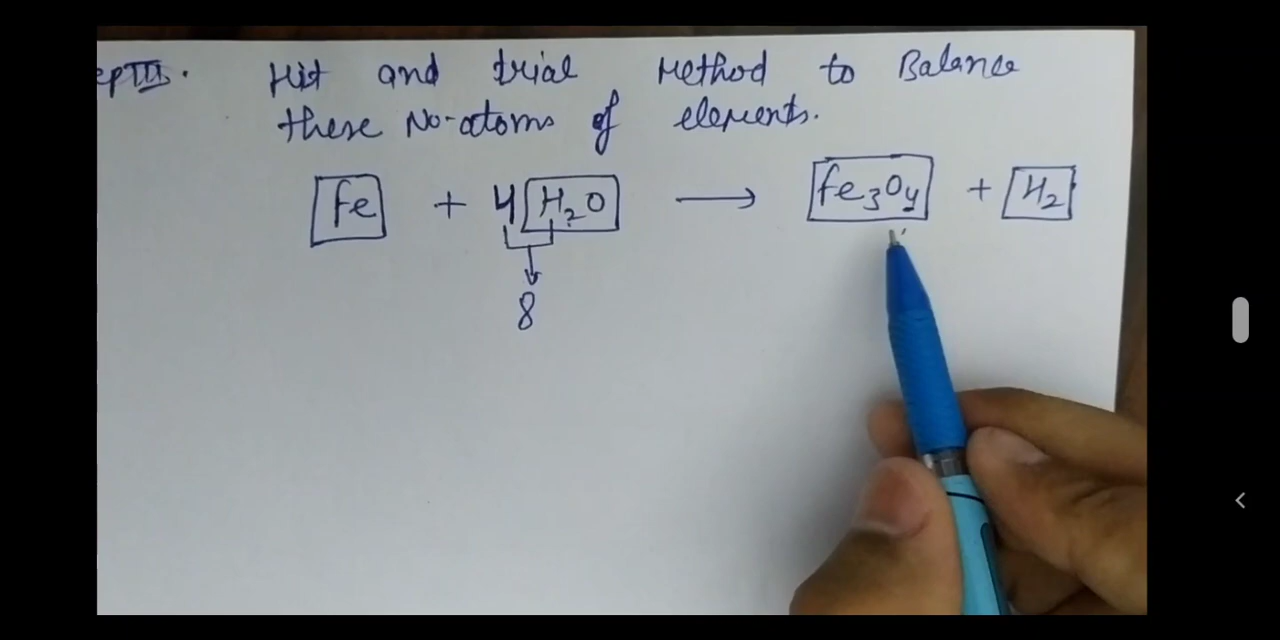 epIII. Hit and trial Method to Balance
these No-atoms of elements.
Fe + 4 H₂O → Fe₃O₄ + H₂
8